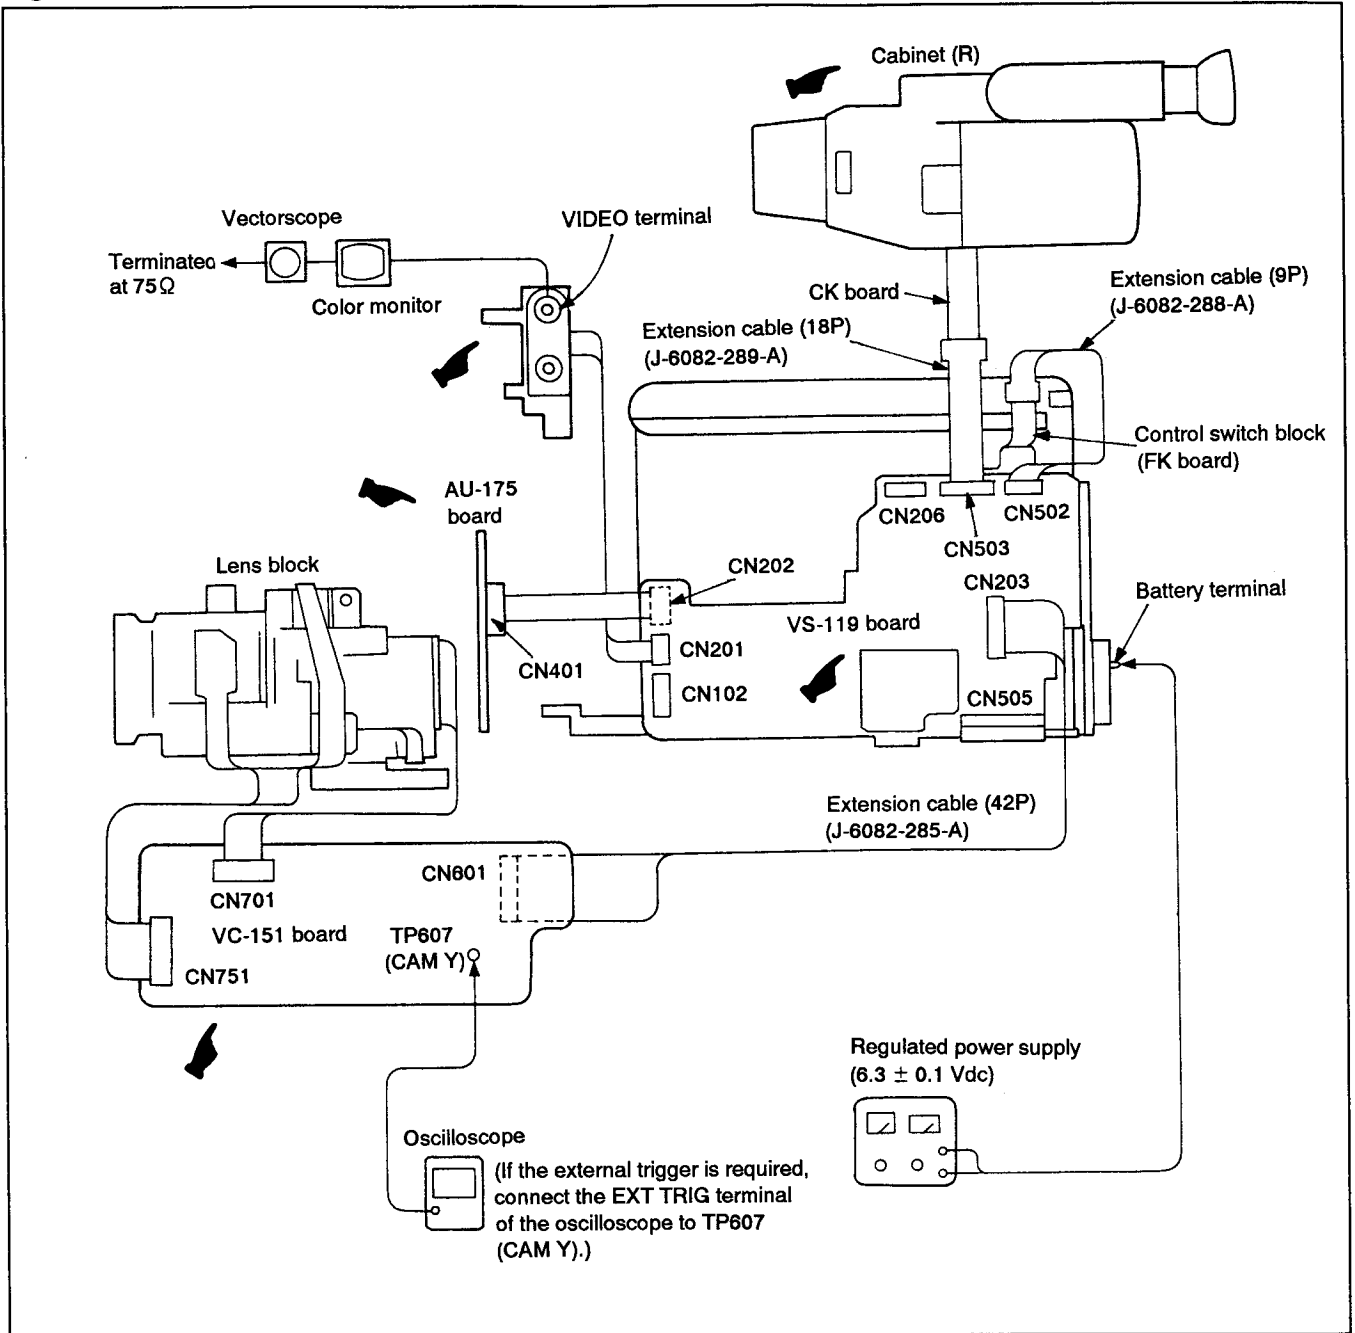 Cabinet (R)
Vectorscope
VIDEO terminal
Terminated
at 75Ω
Color monitor
CK board
Extension cable (9P)
(J-6082-288-A)
Extension cable (18P)
(J-6082-289-A)
Control switch block
(FK board)
AU-175
board
CN206
CN502
CN503
Lens block
CN202
CN203
Battery terminal
VS-119 board
CN201
CN401
CN102
CN505
Extension cable (42P)
(J-6082-285-A)
CN601
CN701
VC-151 board
TP607
(CAM Y)
CN751
Regulated power supply
(6.3 ± 0.1 Vdc)
Oscilloscope
(If the external trigger is required,
connect the EXT TRIG terminal
of the oscilloscope to TP607
(CAM Y).)